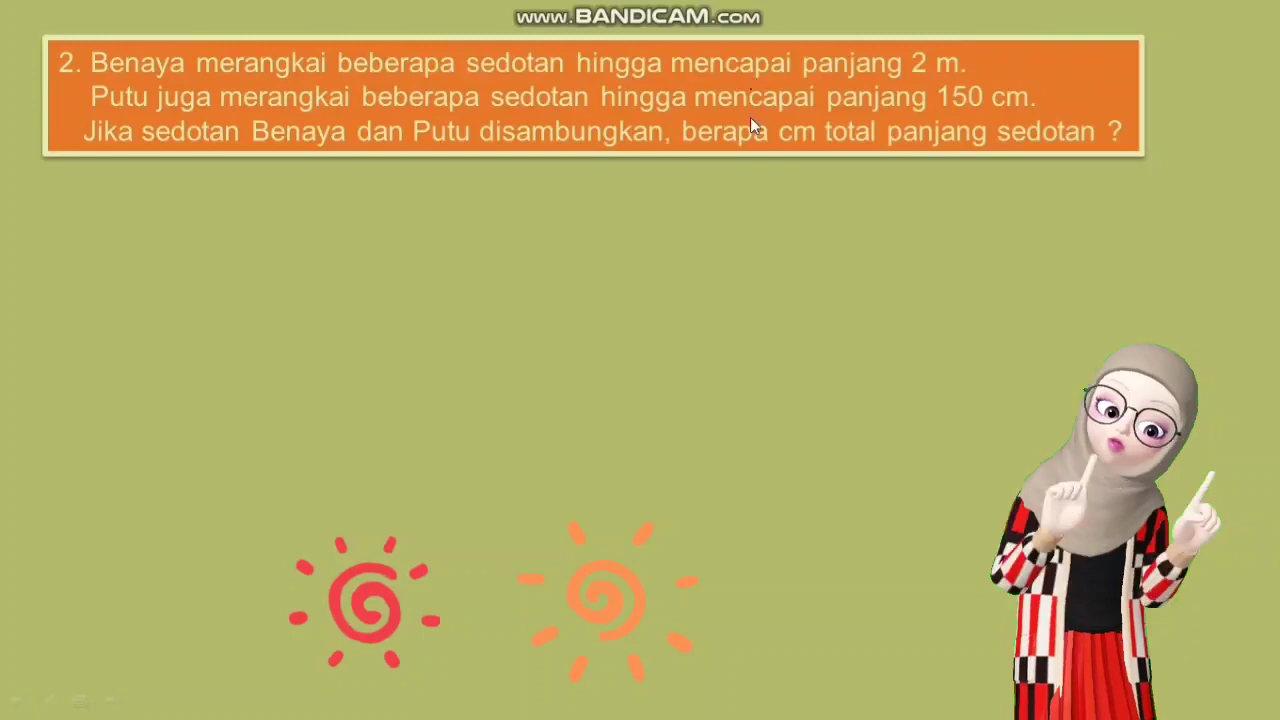 www.BANDICAM.com
2. Benaya merangkai beberapa sedotan hingga mencapai panjang 2 m.
Putu juga merangkai beberapa sedotan hingga mencapai panjang 150 cm.
Jika sedotan Benaya dan Putu disambungkan, berapa cm total panjang sedotan ?